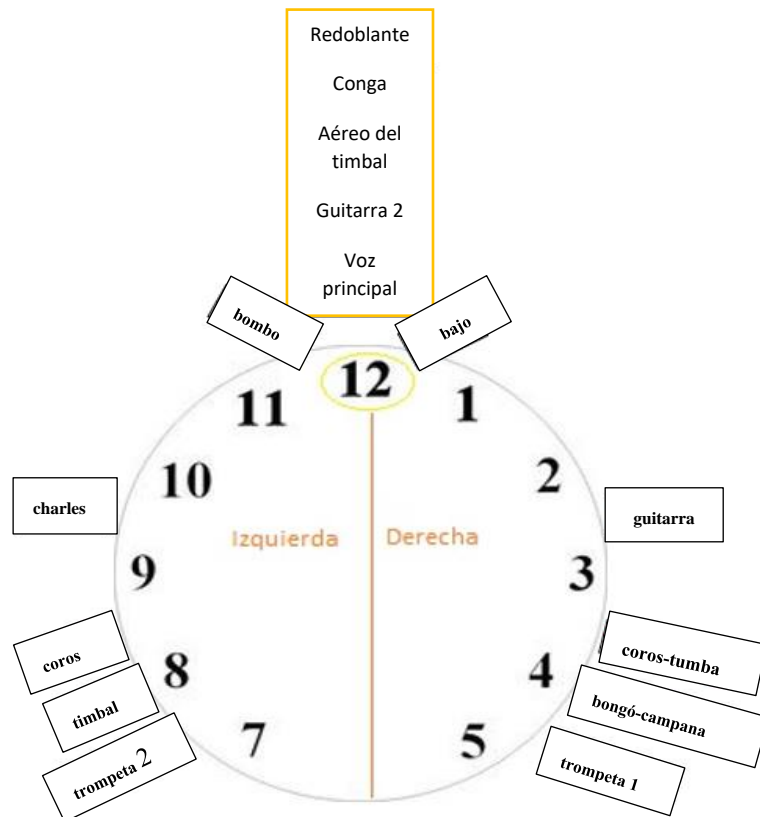 Redoblante
Conga
Aéreo del
timbal
Guitarra 2
Voz
principal
bombo
bajo
12
11
1
10
2
charles
guitarra
Izquierda
Derecha
9
3
coros
8
4
coros-tumba
timbal
bongó-campana
trompeta 2
7
5
trompeta 1